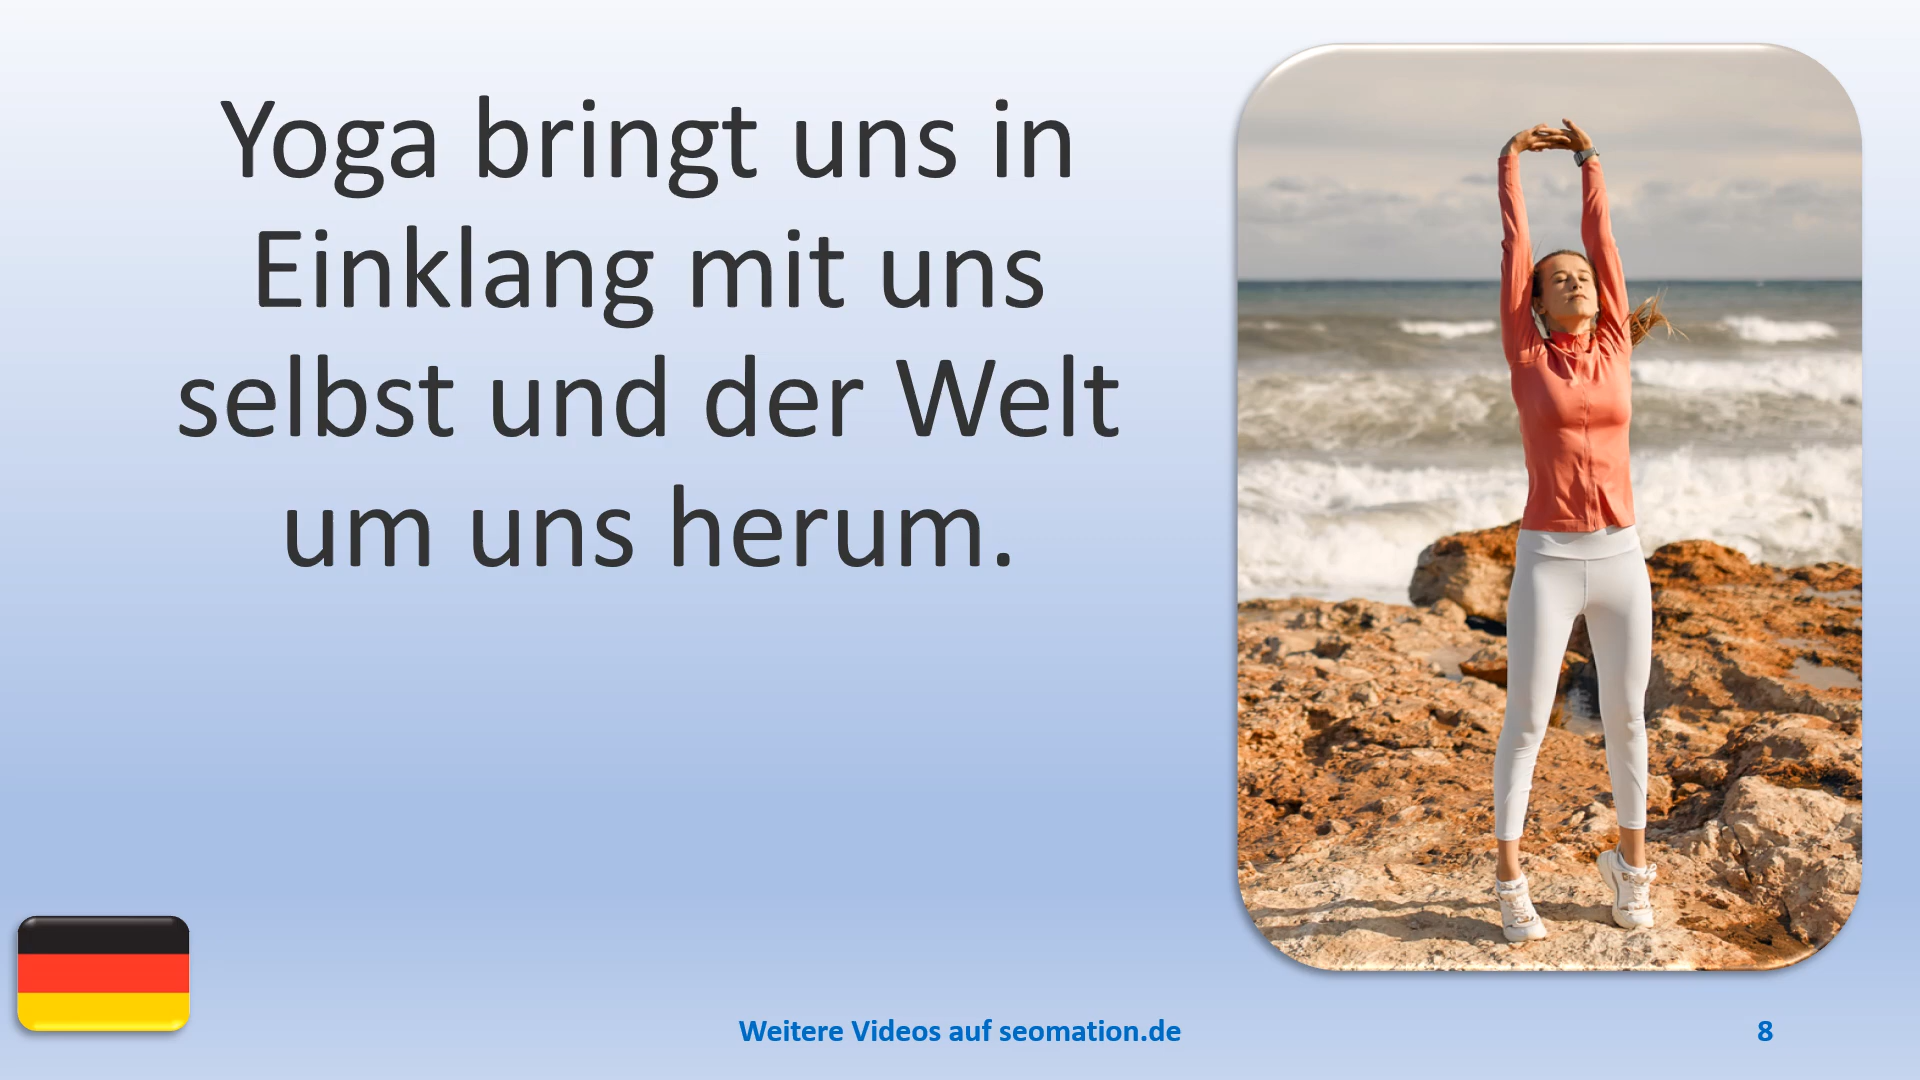 Yoga bringt uns in
Einklang mit uns
selbst und der Welt
um uns herum.
Weitere Videos auf seomation.de
8